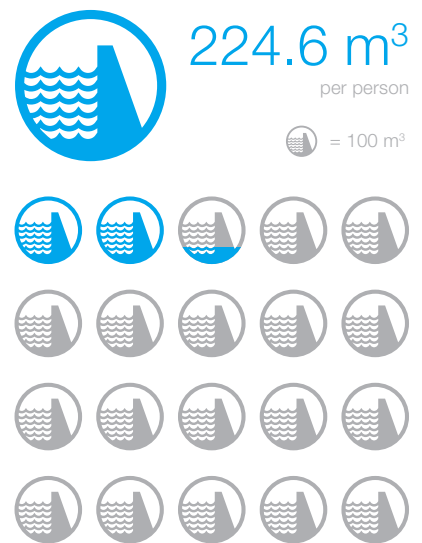 224.6 m³
per person
= 100 m³